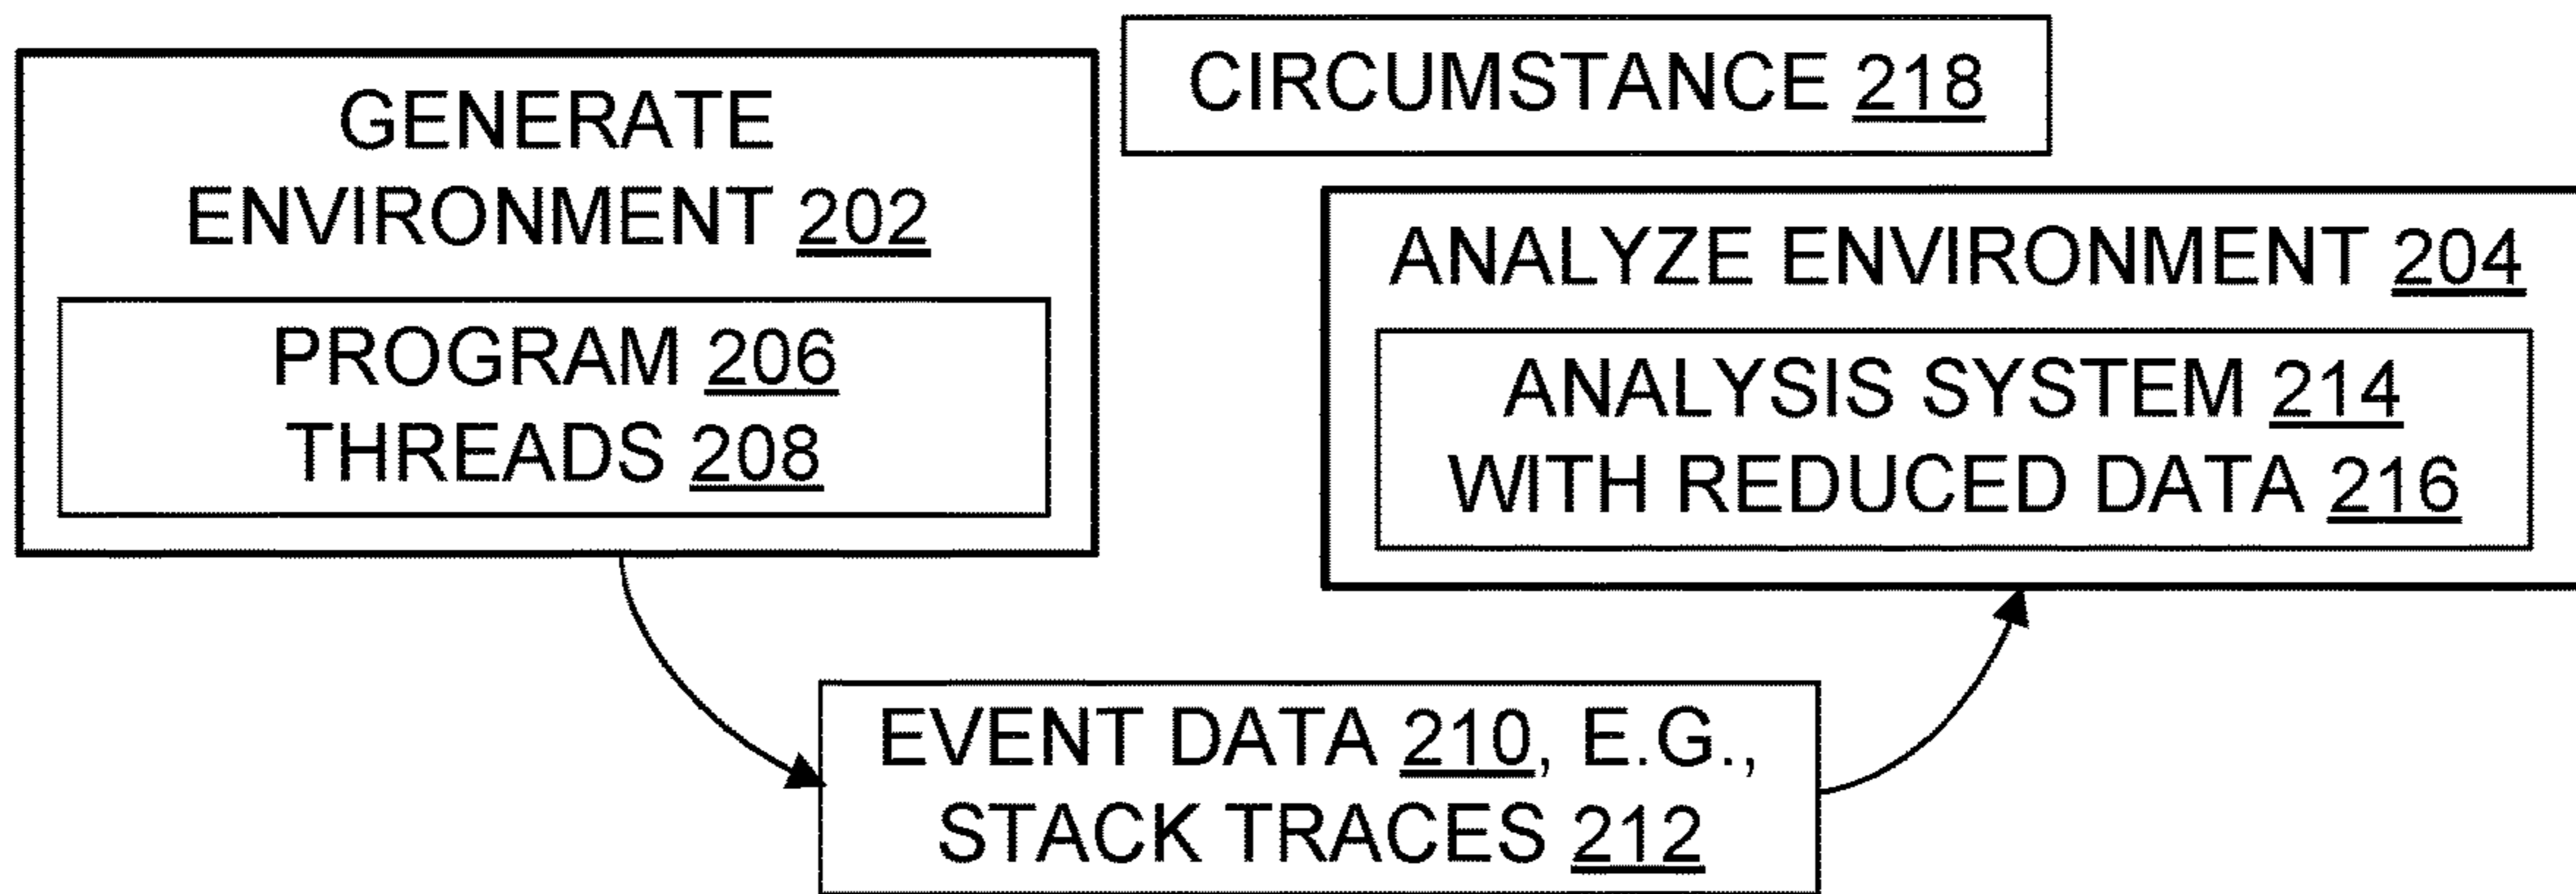 GENERATE
ENVIRONMENT 202
PROGRAM 206
THREADS 208
CIRCUMSTANCE 218
ANALYZE ENVIRONMENT 204
ANALYSIS SYSTEM 214
WITH REDUCED DATA 216
EVENT DATA 210, E.G.,
STACK TRACES 212